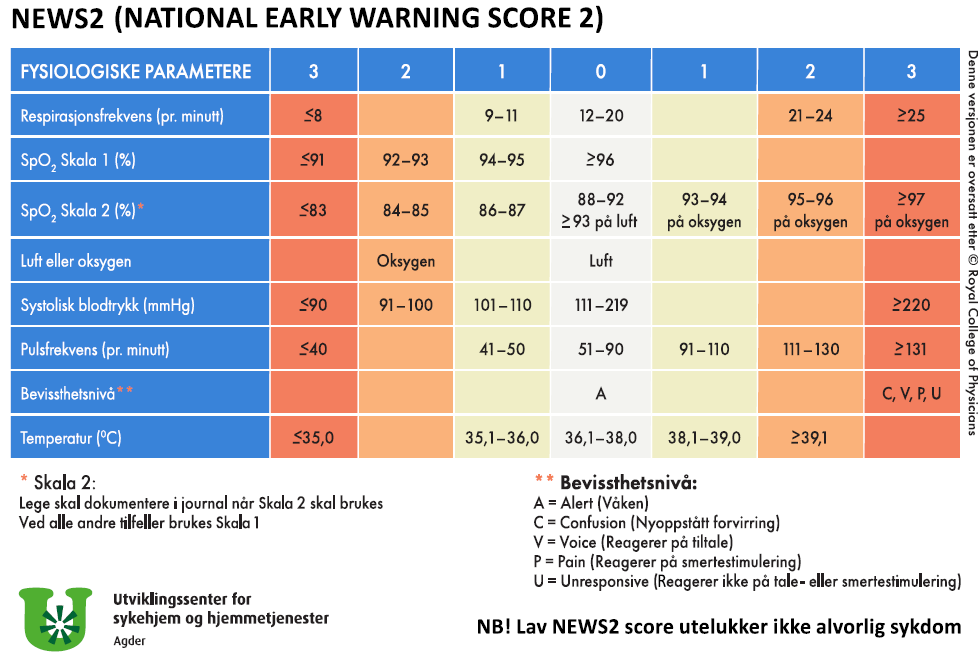 NEWS2 (NATIONAL EARLY WARNING SCORE 2)
FYSIOLOGISKE PARAMETERE 3 2 1 0 1 2 3
Respirasjonsfrekvens (pr. minutt) ≤8 9–11 12–20 21–24 ≥25
SpO₂ Skala 1 (%) ≤91 92–93 94–95 ≥96
SpO₂ Skala 2 (%)* ≤83 84–85 86–87 88–92 ≥93 på luft 93–94 på oksygen 95–96 på oksygen ≥97 på oksygen
Luft eller oksygen Oksygen Luft
Systolisk blodtrykk (mmHg) ≤90 91–100 101–110 111–219 ≥220
Pulsfrekvens (pr. minutt) ≤40 41–50 51–90 91–110 111–130 ≥131
Bevissthetsnivå** A C, V, P, U
Temperatur (⁰C) ≤35,0 35,1–36,0 36,1–38,0 38,1–39,0 ≥39,1
Denne versjonen er oversatt etter © Royal College of Physicians
* Skala 2:
Lege skal dokumentere i journal når Skala 2 skal brukes
Ved alle andre tilfeller brukes Skala 1
** Bevissthetsnivå:
A = Alert (Våken)
C = Confusion (Nyoppstått forvirring)
V = Voice (Reagerer på tiltale)
P = Pain (Reagerer på smertestimulering)
U = Unresponsive (Reagerer ikke på tale- eller smertestimulering)
Utviklingssenter for
sykehjem og hjemmetjenester
Agder
NB! Lav NEWS2 score utelukker ikke alvorlig sykdom